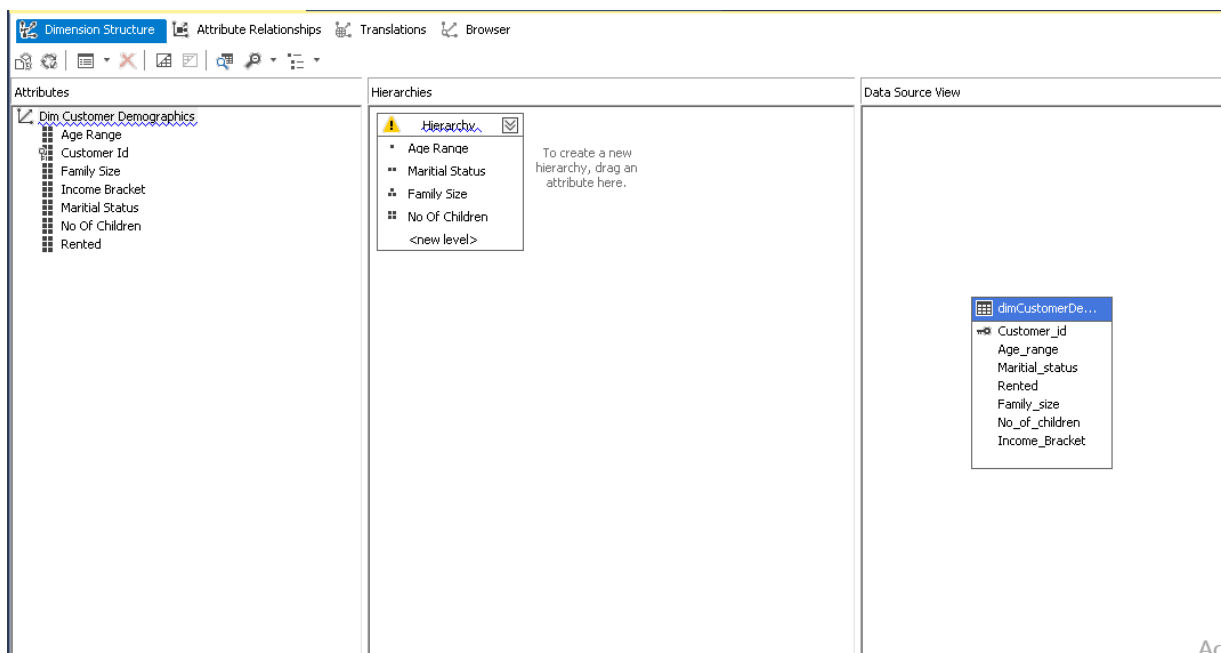 Dimension Structure Attribute Relationships Translations Browser
Attributes
Dim Customer Demographics
Age Range
Customer Id
Family Size
Income Bracket
Maritial Status
No Of Children
Rented
Hierarchies
Hierarchy
Age Range
Maritial Status
Family Size
No Of Children
<new level>
To create a new
hierarchy, drag an
attribute here.
Data Source View
dimCustomerDe...
Customer_id
Age_range
Maritial_status
Rented
Family_size
No_of_children
Income_Bracket